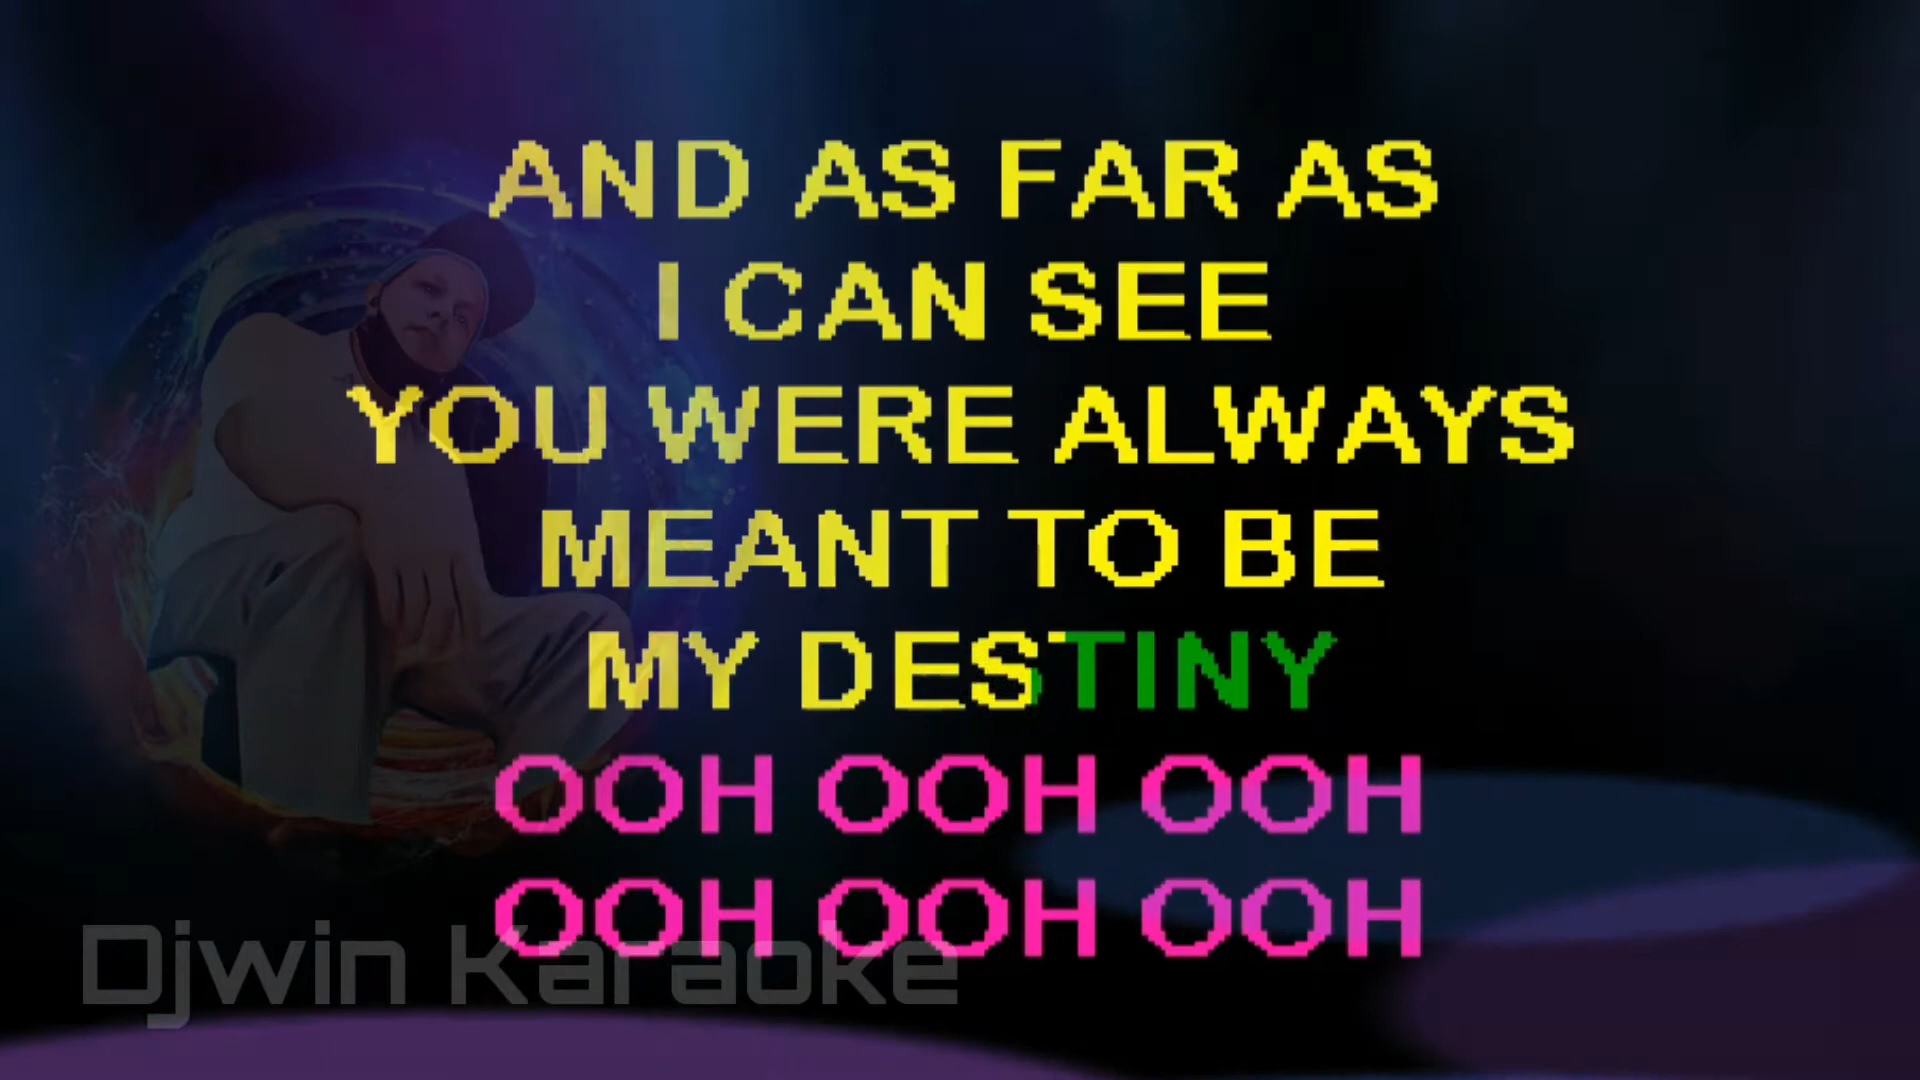 AND AS FAR AS
I CAN SEE
YOU WERE ALWAYS
MEANT TO BE
MY DESTINY
OOH OOH OOH
OOH OOH OOH
Djwin Karaoke